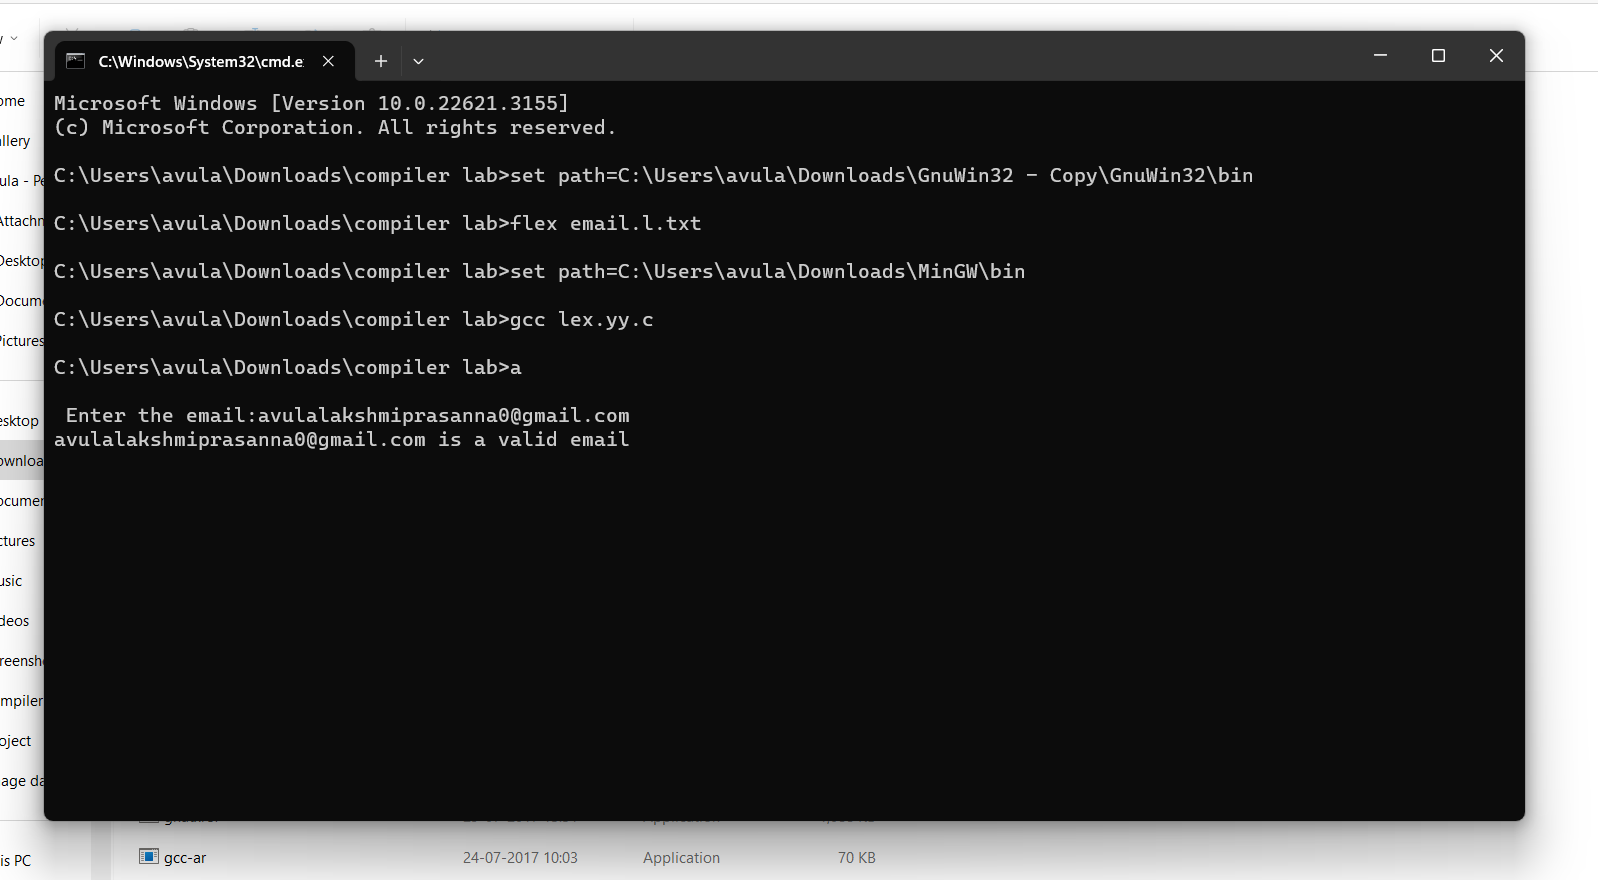 C:\Windows\System32\cmd.e
Microsoft Windows [Version 10.0.22621.3155]
(c) Microsoft Corporation. All rights reserved.
C:\Users\avula\Downloads\compiler lab>set path=C:\Users\avula\Downloads\GnuWin32 - Copy\GnuWin32\bin
C:\Users\avula\Downloads\compiler lab>flex email.l.txt
C:\Users\avula\Downloads\compiler lab>set path=C:\Users\avula\Downloads\MinGW\bin
C:\Users\avula\Downloads\compiler lab>gcc lex.yy.c
C:\Users\avula\Downloads\compiler lab>a
Enter the email:avulalakshmiprasanna0@gmail.com
avulalakshmiprasanna0@gmail.com is a valid email
ome
llery
ula - Pe
Attachn
Desktop
Docum
Pictures
esktop
ownloa
ocumer
ctures
usic
deos
reensh
mpiler
oject
age da
is PC
gcc-ar 24-07-2017 10:03 Application 70 KB